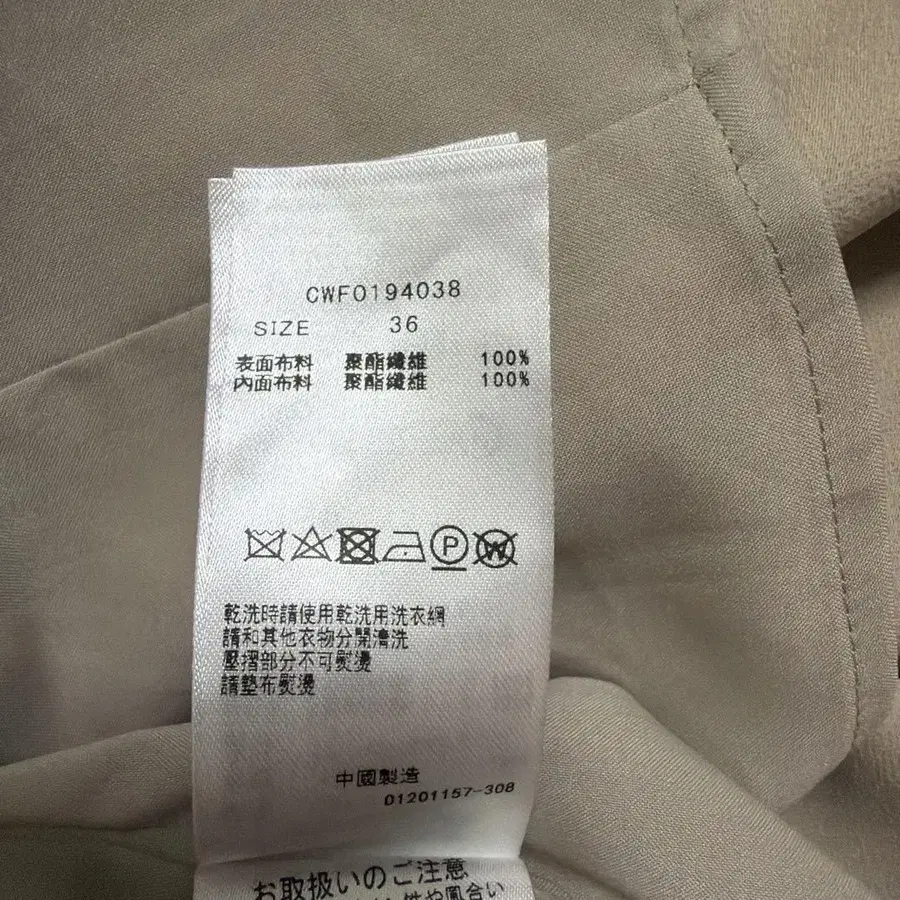 CWF0194038
SIZE 36
表面布料 聚酯纖維 100%
內面布料 聚酯纖維 100%
P W
乾洗時請使用乾洗用洗衣網
請和其他衣物分開清洗
壓摺部分不可熨燙
請墊布熨燙
中國製造
01201157-308
お取扱いのご注意